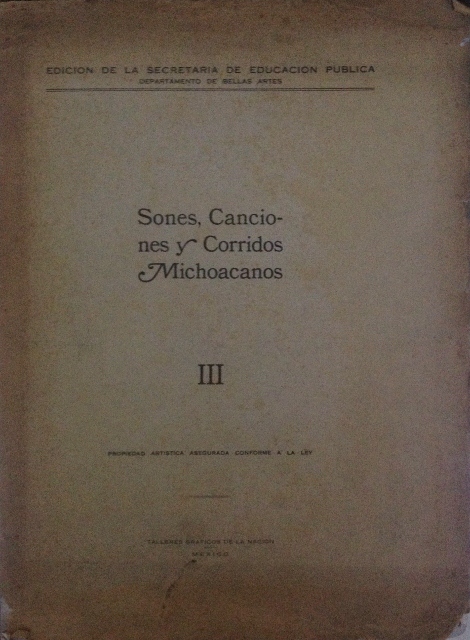 EDICION DE LA SECRETARIA DE EDUCACION PUBLICA
DEPARTAMENTO DE BELLAS ARTES
Sones, Cancio-
nes y Corridos
Michoacanos
III
PROPIEDAD ARTISTICA ASEGURADA CONFORME A LA LEY
TALLERES GRAFICOS DE LA NACION
MEXICO